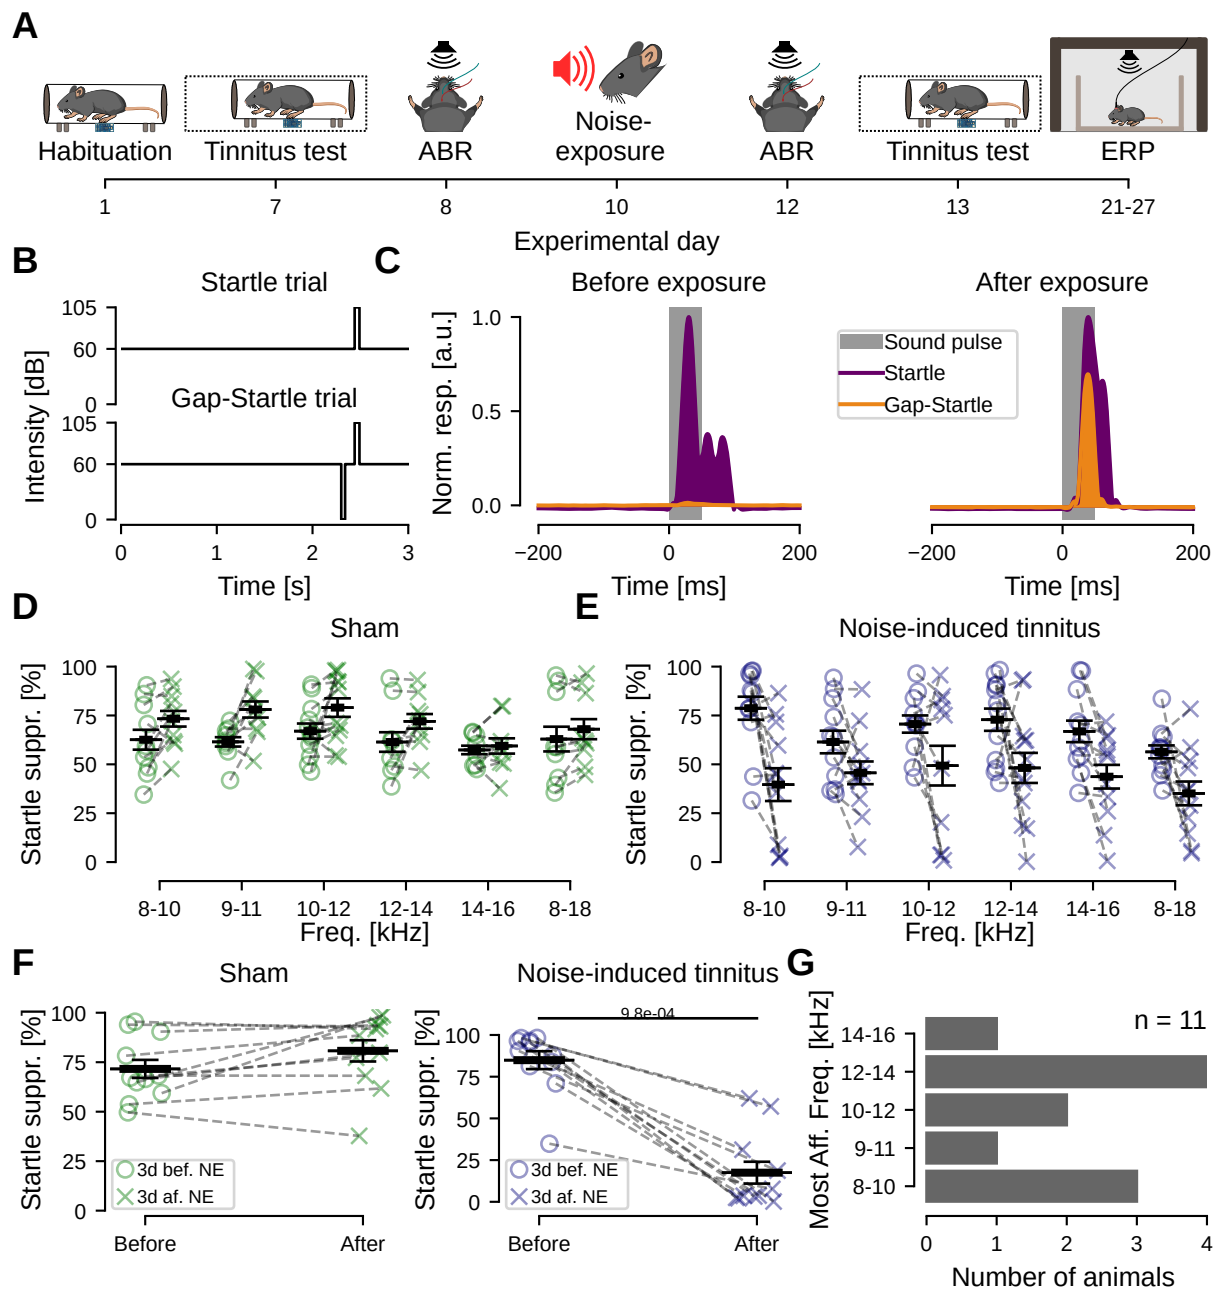 A
Habituation
Tinnitus test
ABR
Noise-
exposure
ABR
Tinnitus test
ERP
1
7
8
10
12
13
21-27
Experimental day
B
Startle trial
105
60
0
Gap-Startle trial
105
60
0
Intensity [dB]
0
1
2
3
Time [s]
C
Before exposure
After exposure
Norm. resp. [a.u.]
1.0
0.5
0.0
Sound pulse
Startle
Gap-Startle
−200
0
200
Time [ms]
−200
0
200
Time [ms]
D
Sham
Startle suppr. [%]
100
75
50
25
0
8-10
9-11
10-12
12-14
14-16
8-18
Freq. [kHz]
E
Noise-induced tinnitus
Startle suppr. [%]
100
75
50
25
0
8-10
9-11
10-12
12-14
14-16
8-18
Freq. [kHz]
F
Sham
Startle suppr. [%]
100
75
50
25
0
3d bef. NE
3d af. NE
Before
After
Noise-induced tinnitus
9.8e-04
Startle suppr. [%]
100
75
50
25
0
3d bef. NE
3d af. NE
Before
After
G
Most Aff. Freq. [kHz]
n = 11
14-16
12-14
10-12
9-11
8-10
0
1
2
3
4
Number of animals